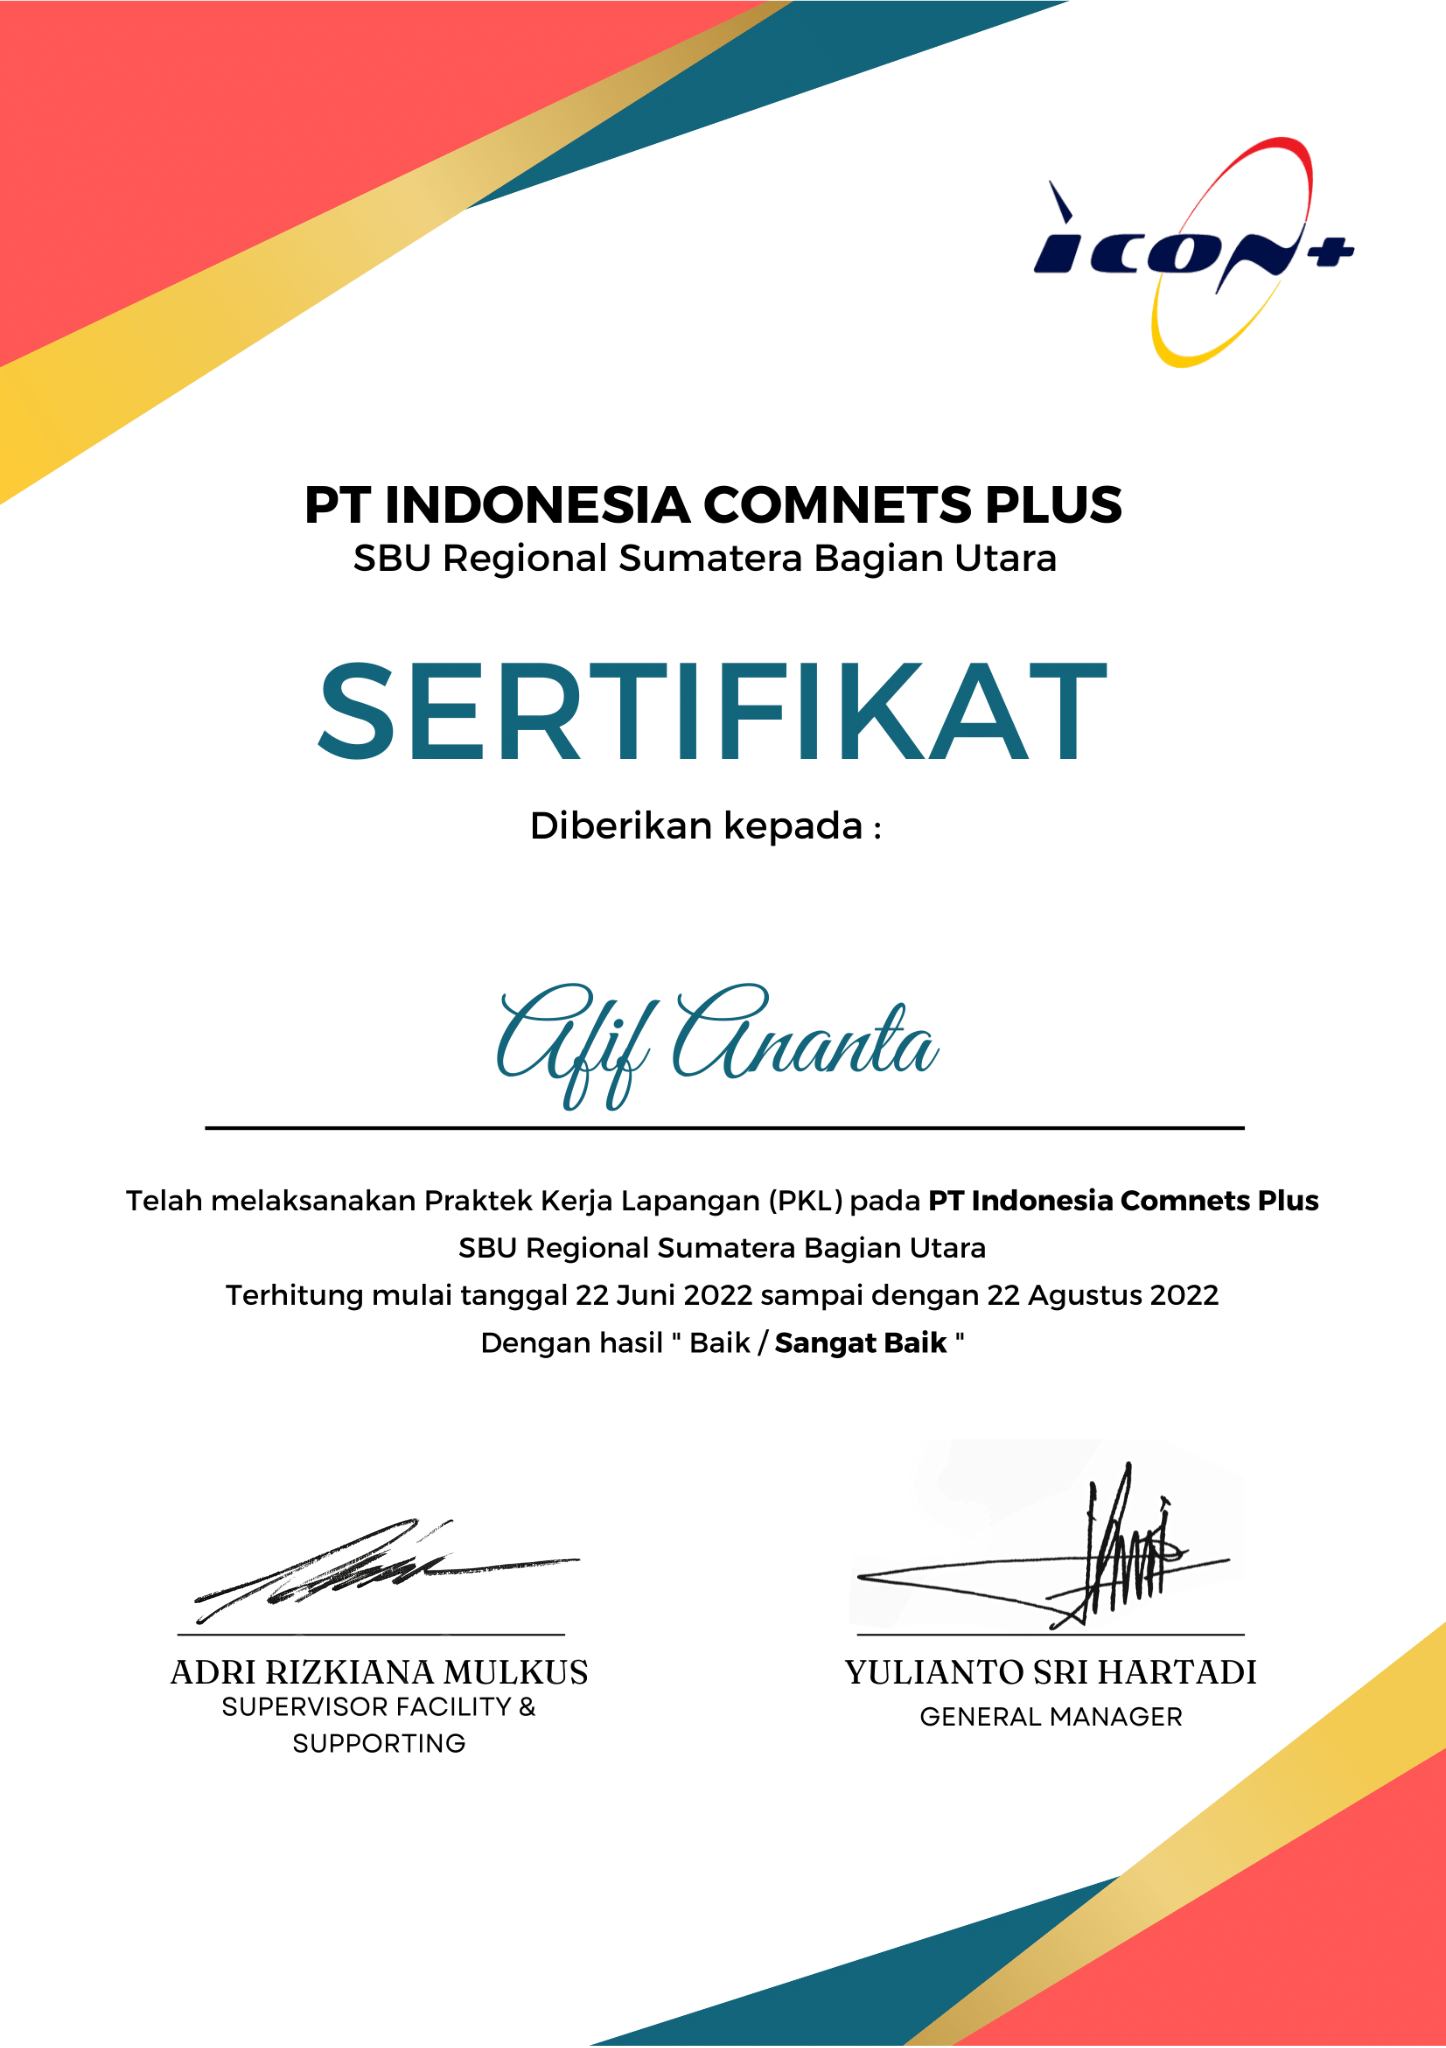 icon+
PT INDONESIA COMNETS PLUS
SBU Regional Sumatera Bagian Utara
SERTIFIKAT
Diberikan kepada :
Afif Ananta
Telah melaksanakan Praktek Kerja Lapangan (PKL) pada PT Indonesia Comnets Plus
SBU Regional Sumatera Bagian Utara
Terhitung mulai tanggal 22 Juni 2022 sampai dengan 22 Agustus 2022
Dengan hasil " Baik / Sangat Baik "
ADRI RIZKIANA MULKUS
SUPERVISOR FACILITY &
SUPPORTING
YULIANTO SRI HARTADI
GENERAL MANAGER